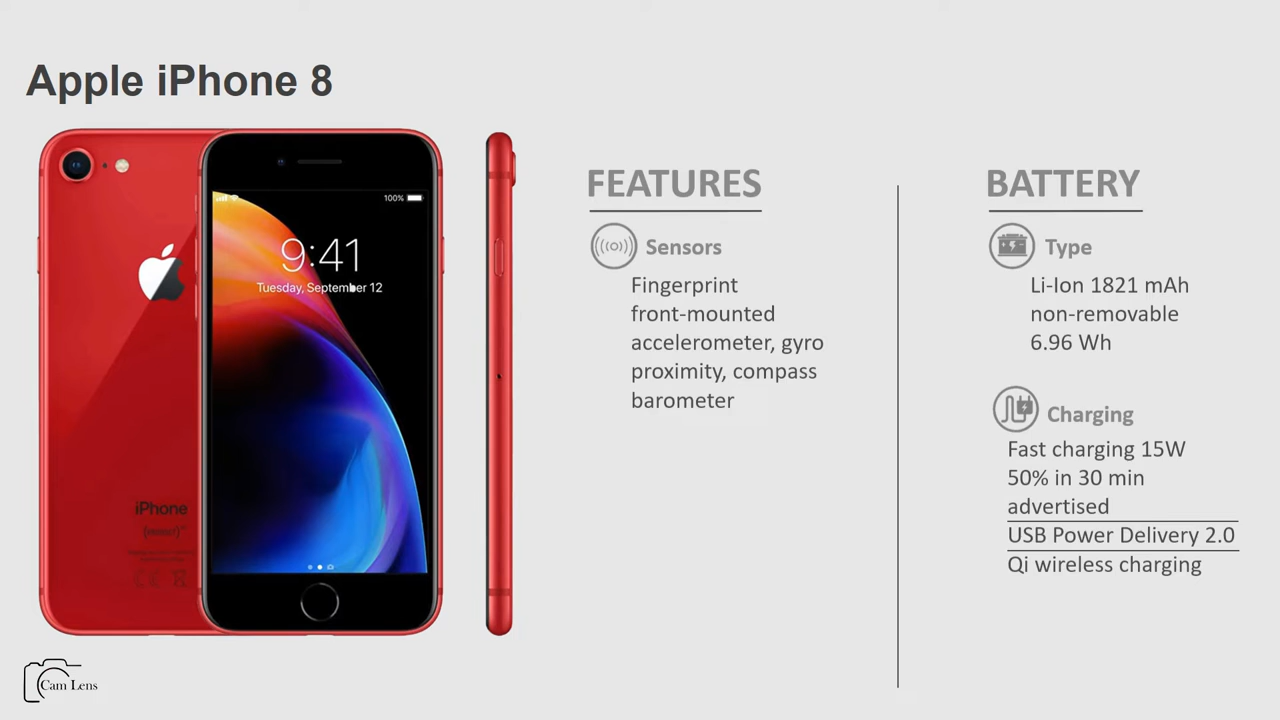 Apple iPhone 8
100%
9:41
Tuesday, September 12
iPhone
FEATURES
Sensors
Fingerprint
front-mounted
accelerometer, gyro
proximity, compass
barometer
BATTERY
Type
Li-Ion 1821 mAh
non-removable
6.96 Wh
Charging
Fast charging 15W
50% in 30 min
advertised
USB Power Delivery 2.0
Qi wireless charging
Cam Lens